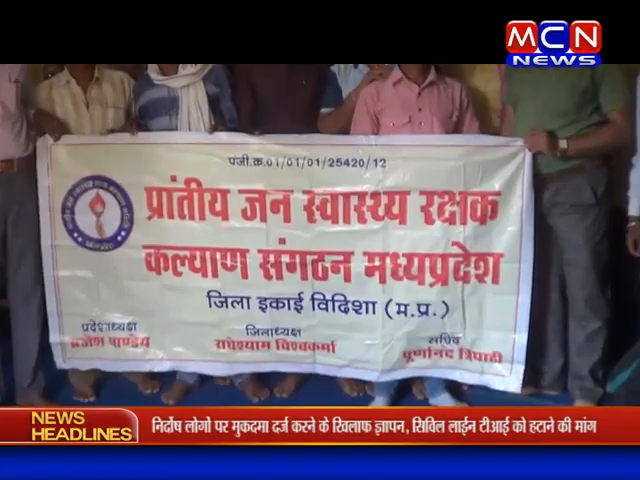 MCN
NEWS
पंजी.क्र.01/01/01/25420/12
प्रांतीय जन स्वास्थ्य रक्षक
कल्याण संगठन मध्यप्रदेश
जिला इकाई विदिशा (म.प्र.)
प्रदेशाध्यक्ष
ब्रजेश पाण्डेय
जिलाध्यक्ष
राधेश्याम विश्वकर्मा
सचिव
पूर्णानंद त्रिपाठी
NEWS
HEADLINES
निर्दोष लोगों पर मुकदमा दर्ज करने के खिलाफ ज्ञापन, सिविल लाईन टीआई को हटाने की मांग